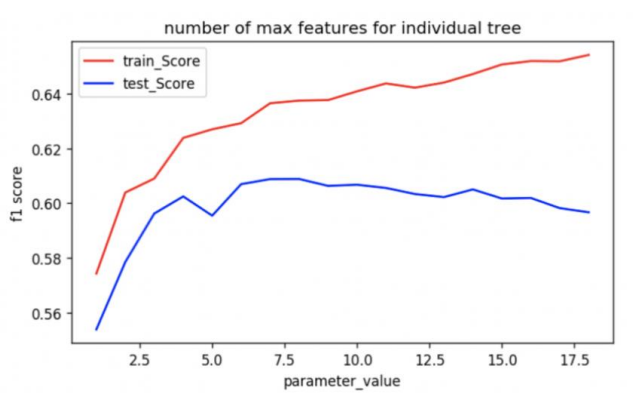 number of max features for individual tree
train_Score
test_Score
0.64
0.62
0.60
0.58
0.56
f1 score
2.5 5.0 7.5 10.0 12.5 15.0 17.5
parameter_value